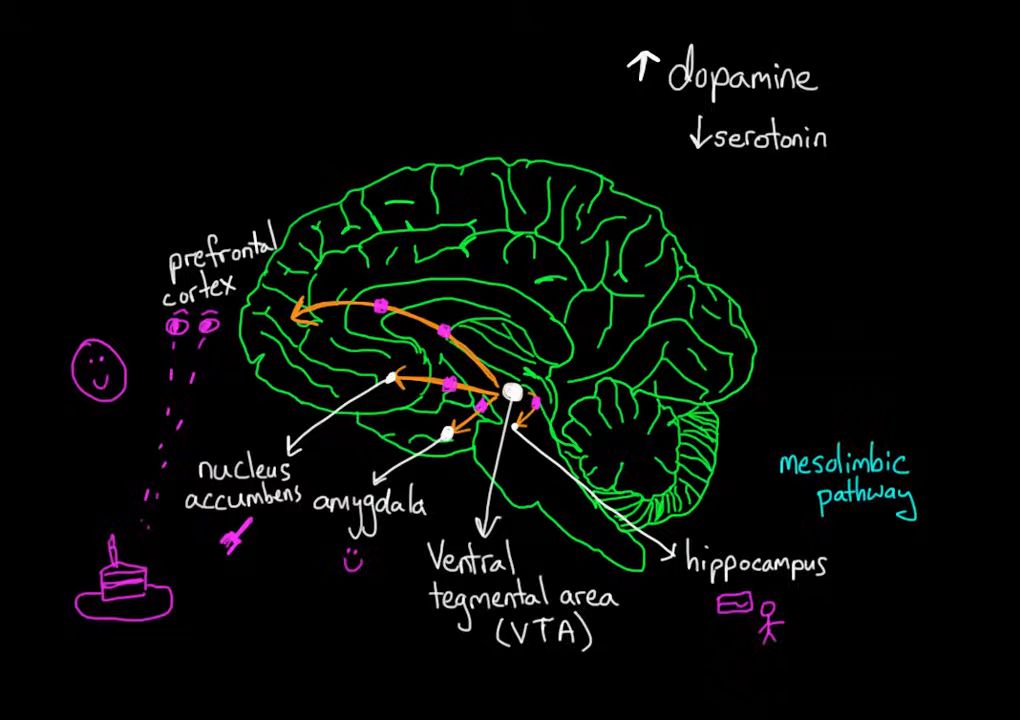 ↑ dopamine
↓ serotonin
prefrontal
cortex
nucleus
accumbens
amygdala
Ventral
tegmental area
(VTA)
hippocampus
mesolimbic
pathway